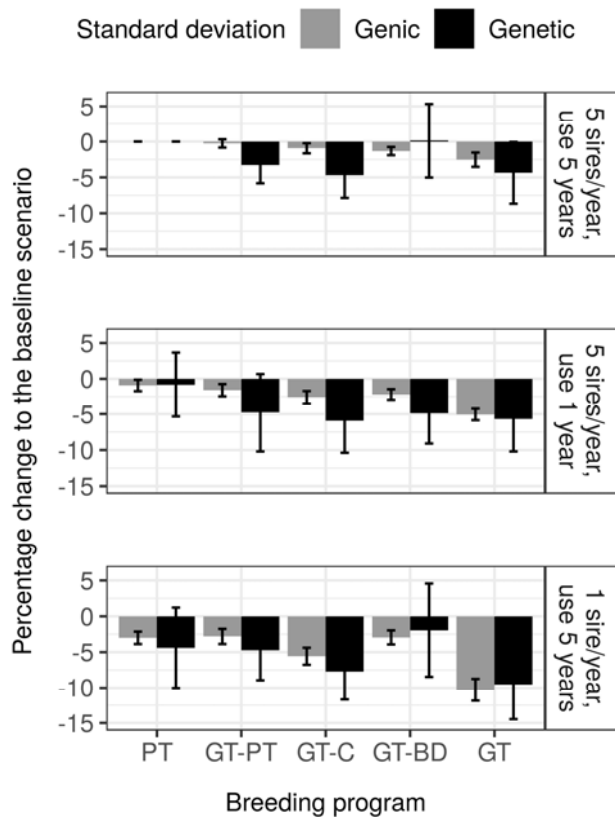 Standard deviation Genic Genetic
Percentage change to the baseline scenario
5
0
-5
-10
-15
5 sires/year,
use 5 years
5
0
-5
-10
-15
5 sires/year,
use 1 year
5
0
-5
-10
-15
1 sire/year,
use 5 years
PT GT-PT GT-C GT-BD GT
Breeding program